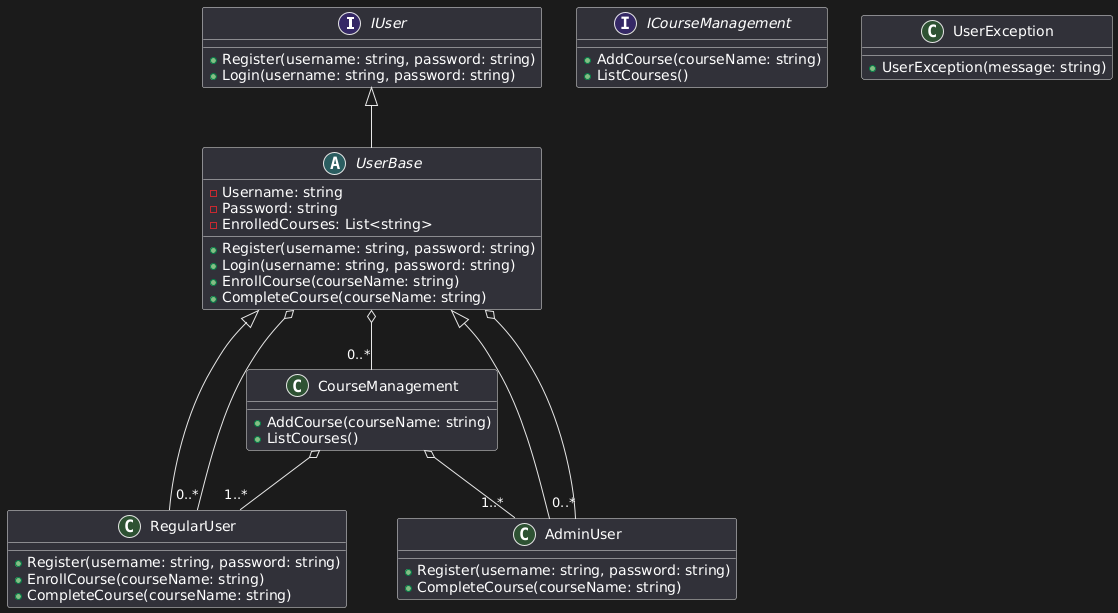 I IUser
Register(username: string, password: string)
Login(username: string, password: string)
I ICourseManagement
AddCourse(courseName: string)
ListCourses()
C UserException
UserException(message: string)
A UserBase
Username: string
Password: string
EnrolledCourses: List<string>
Register(username: string, password: string)
Login(username: string, password: string)
EnrollCourse(courseName: string)
CompleteCourse(courseName: string)
0..*
C CourseManagement
AddCourse(courseName: string)
ListCourses()
0..*
1..*
1..*
0..*
C RegularUser
Register(username: string, password: string)
EnrollCourse(courseName: string)
CompleteCourse(courseName: string)
C AdminUser
Register(username: string, password: string)
CompleteCourse(courseName: string)